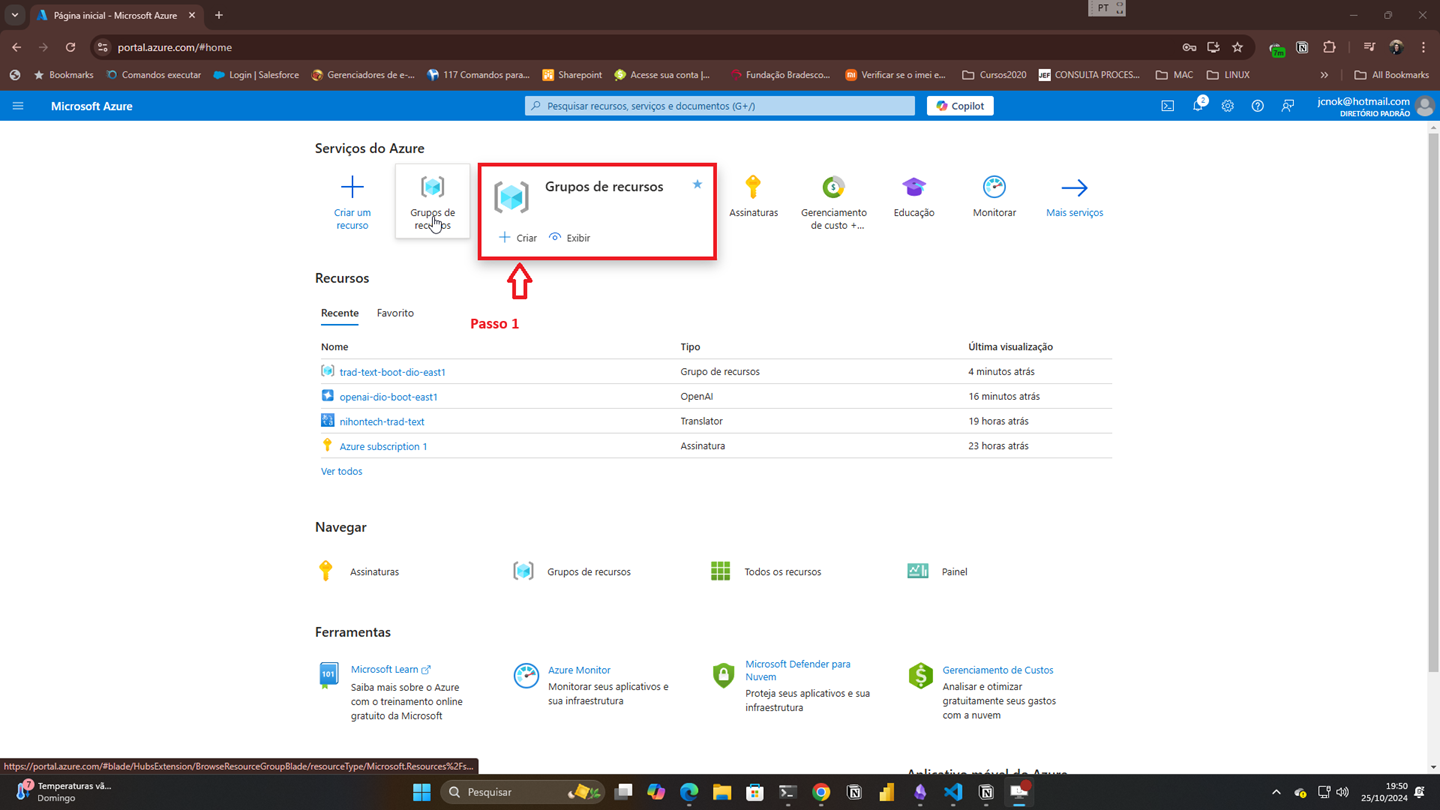 PT
Página inicial - Microsoft Azure
portal.azure.com/#home
7m
Bookmarks
Comandos executar
Login | Salesforce
Gerenciadores de e-...
117 Comandos para...
Sharepoint
Acesse sua conta |...
Fundação Bradesco...
Verificar se o imei e...
Cursos2020
JEF
CONSULTA PROCES...
MAC
LINUX
»
All Bookmarks
Microsoft Azure
Pesquisar recursos, serviços e documentos (G+/)
Copilot
2
jcnok@hotmail.com
DIRETÓRIO PADRÃO
Serviços do Azure
Criar um
recurso
Grupos de
recursos
Grupos de recursos
Criar
Exibir
Assinaturas
Gerenciamento
de custo +...
Educação
Monitorar
Mais serviços
Passo 1
Recursos
Recente
Favorito
Nome
Tipo
Última visualização
trad-text-boot-dio-east1
Grupo de recursos
4 minutos atrás
openai-dio-boot-east1
OpenAI
16 minutos atrás
nihontech-trad-text
Translator
19 horas atrás
Azure subscription 1
Assinatura
23 horas atrás
Ver todos
Navegar
Assinaturas
Grupos de recursos
Todos os recursos
Painel
Ferramentas
101
Microsoft Learn
Saiba mais sobre o Azure
com o treinamento online
gratuito da Microsoft
Azure Monitor
Monitorar seus aplicativos e
sua infraestrutura
Microsoft Defender para
Nuvem
Proteja seus aplicativos e sua
infraestrutura
Gerenciamento de Custos
Analisar e otimizar
gratuitamente seus gastos
com a nuvem
https://portal.azure.com/#blade/HubsExtension/BrowseResourceGroupBlade/resourceType/Microsoft.Resources%2Fs...
Aplicativo móvel do Azure
7
Temperaturas vã...
Domingo
Pesquisar
19:50
25/10/2024